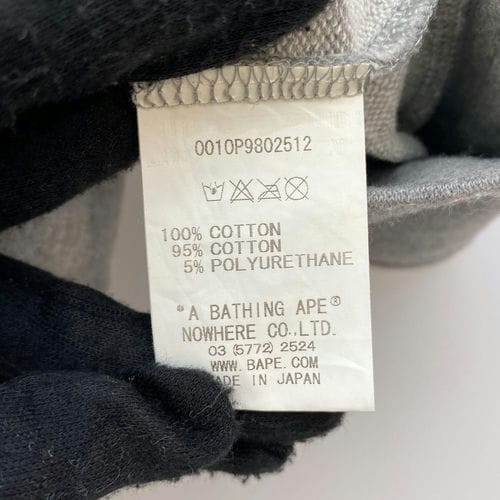 0010P9802512
100% COTTON
95% COTTON
5% POLYURETHANE
"A BATHING APE®
NOWHERE CO.,LTD.
03 (5772) 2524
WWW.BAPE.COM
MADE IN JAPAN